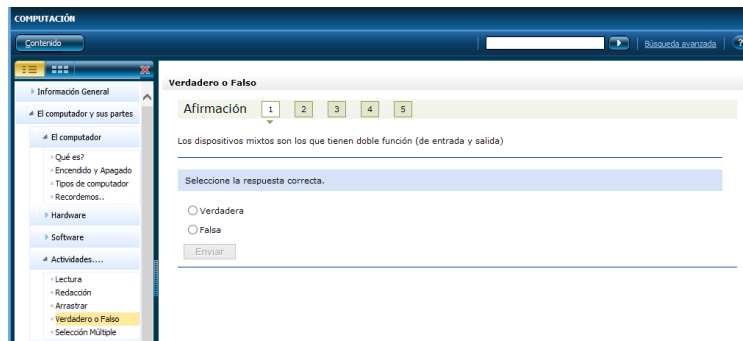 COMPUTACIÓN
Contenido
Búsqueda avanzada
?
Información General
El computador y sus partes
El computador
Qué es?
Encendido y Apagado
Tipos de computador
Recordemos..
Hardware
Software
Actividades....
Lectura
Redacción
Arrastrar
Verdadero o Falso
Selección Múltiple
Verdadero o Falso
Afirmación 1 2 3 4 5
Los dispositivos mixtos son los que tienen doble función (de entrada y salida)
Seleccione la respuesta correcta.
Verdadera
Falsa
Enviar